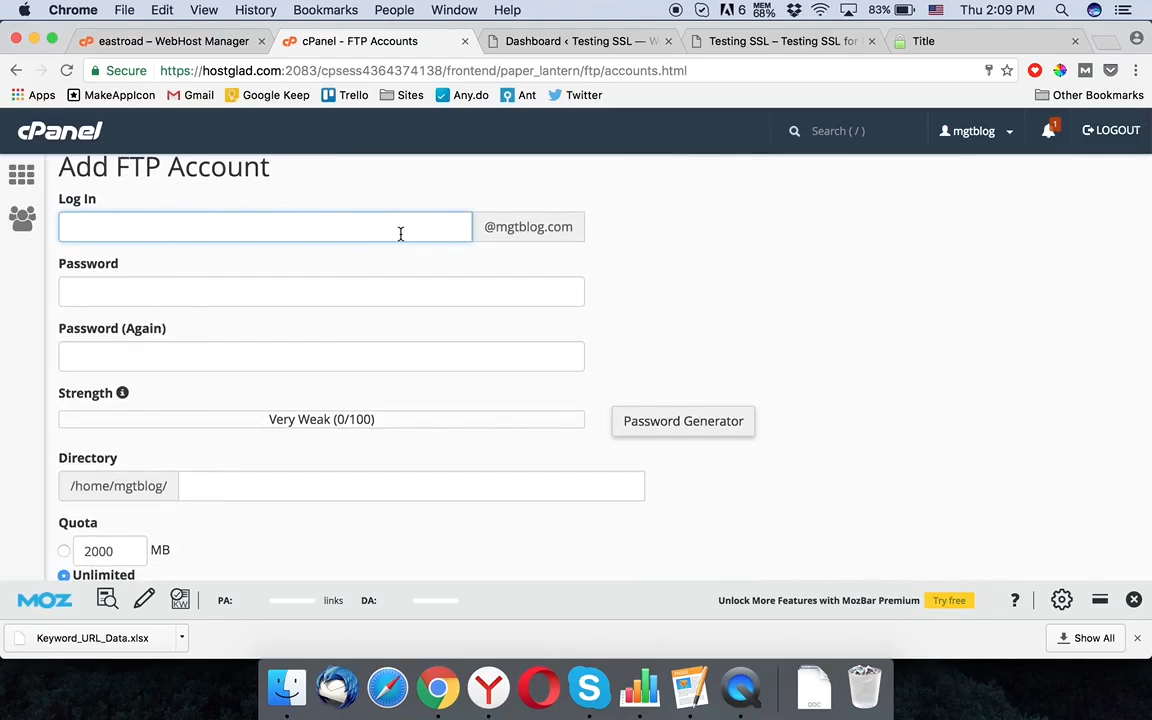 Chrome File Edit View History Bookmarks People Window Help 6 MEM 68% 83% Thu 2:09 PM
eastroad – WebHost Manager cPanel - FTP Accounts Dashboard ‹ Testing SSL — W Testing SSL – Testing SSL for Title
Secure https://hostglad.com:2083/cpsess4364374138/frontend/paper_lantern/ftp/accounts.html
Apps MakeAppIcon Gmail Google Keep Trello Sites Any.do Ant Twitter Other Bookmarks
cPanel Search ( / ) mgtblog 1 LOGOUT
Add FTP Account
Log In
@mgtblog.com
Password
Password (Again)
Strength
Very Weak (0/100) Password Generator
Directory
/home/mgtblog/
Quota
2000 MB
Unlimited
MOZ KW PA: links DA: Unlock More Features with MozBar Premium Try free ?
Keyword_URL_Data.xlsx Show All
DOC